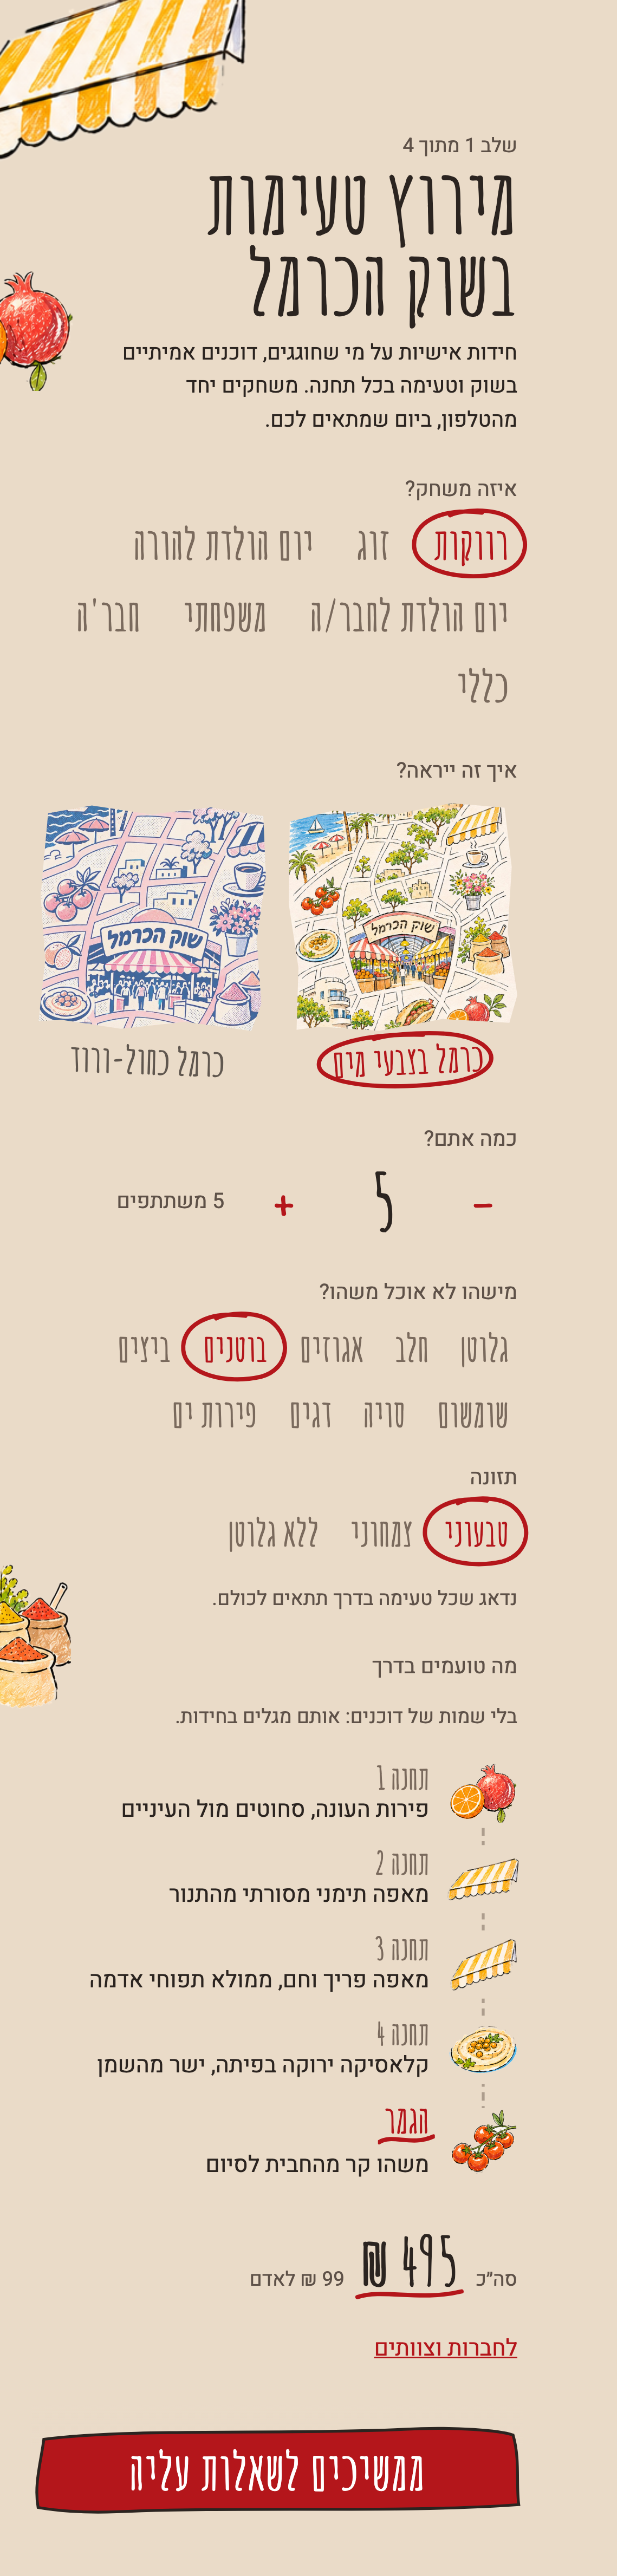 שלב 1 מתוך 4
מירוץ טעימות
בשוק הכרמל
חידות אישיות על מי שחוגגים, דוכנים אמיתיים
בשוק וטעימה בכל תחנה. משחקים יחד
מהטלפון, ביום שמתאים לכם.
איזה משחק?
רווקות זוג יום הולדת להורה
יום הולדת לחבר/ה משפחתי חבר'ה
כללי
איך זה ייראה?
שוק הכרמל
שוק הכרמל
כרמל בצבעי מים
כרמל כחול-ורוד
כמה אתם?
− 5 + 5 משתתפים
מישהו לא אוכל משהו?
גלוטן חלב אגוזים בוטנים ביצים
שומשום סויה דגים פירות ים
תזונה
טבעוני צמחוני ללא גלוטן
נדאג שכל טעימה בדרך תתאים לכולם.
מה טועמים בדרך
בלי שמות של דוכנים: אותם מגלים בחידות.
תחנה 1
פירות העונה, סחוטים מול העיניים
תחנה 2
מאפה תימני מסורתי מהתנור
תחנה 3
מאפה פריך וחם, ממולא תפוחי אדמה
תחנה 4
קלאסיקה ירוקה בפיתה, ישר מהשמן
הגמר
משהו קר מהחבית לסיום
סה״כ 495 ₪ 99 ₪ לאדם
לחברות וצוותים
ממשיכים לשאלות עליה